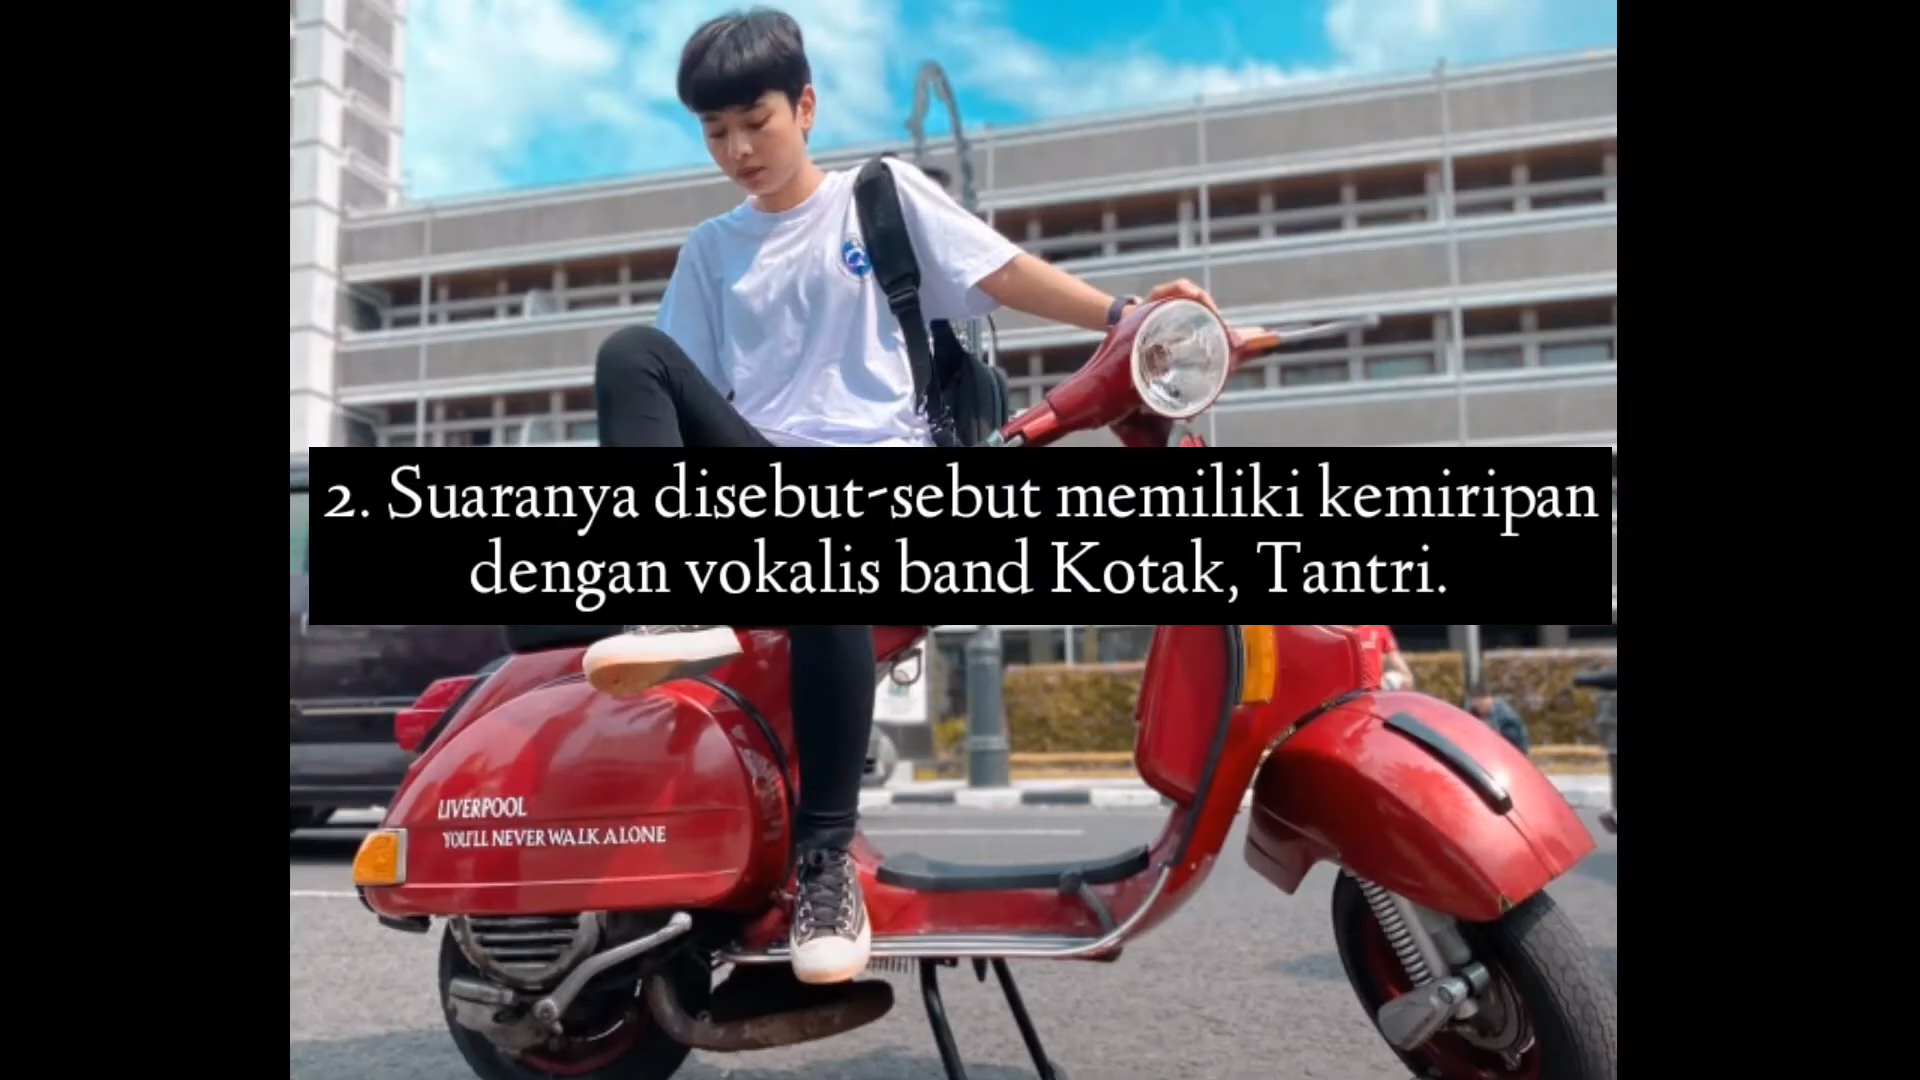 2. Suaranya disebut-sebut memiliki kemiripan
dengan vokalis band Kotak, Tantri.
LIVERPOOL
YOU'LL NEVER WALK ALONE